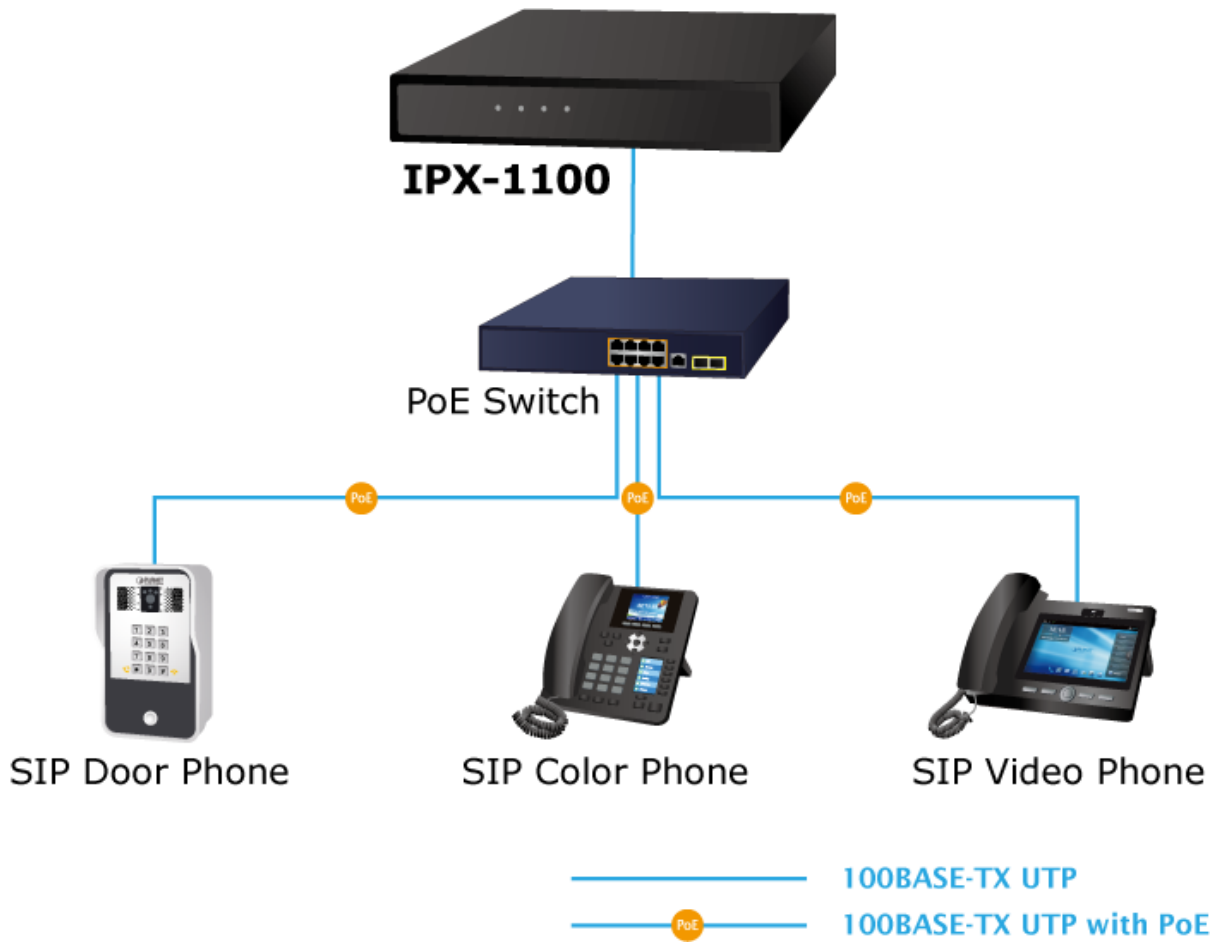 IPX-1100
PoE Switch
PoE
PoE
PoE
SIP Door Phone
SIP Color Phone
SIP Video Phone
100BASE-TX UTP
PoE
100BASE-TX UTP with PoE